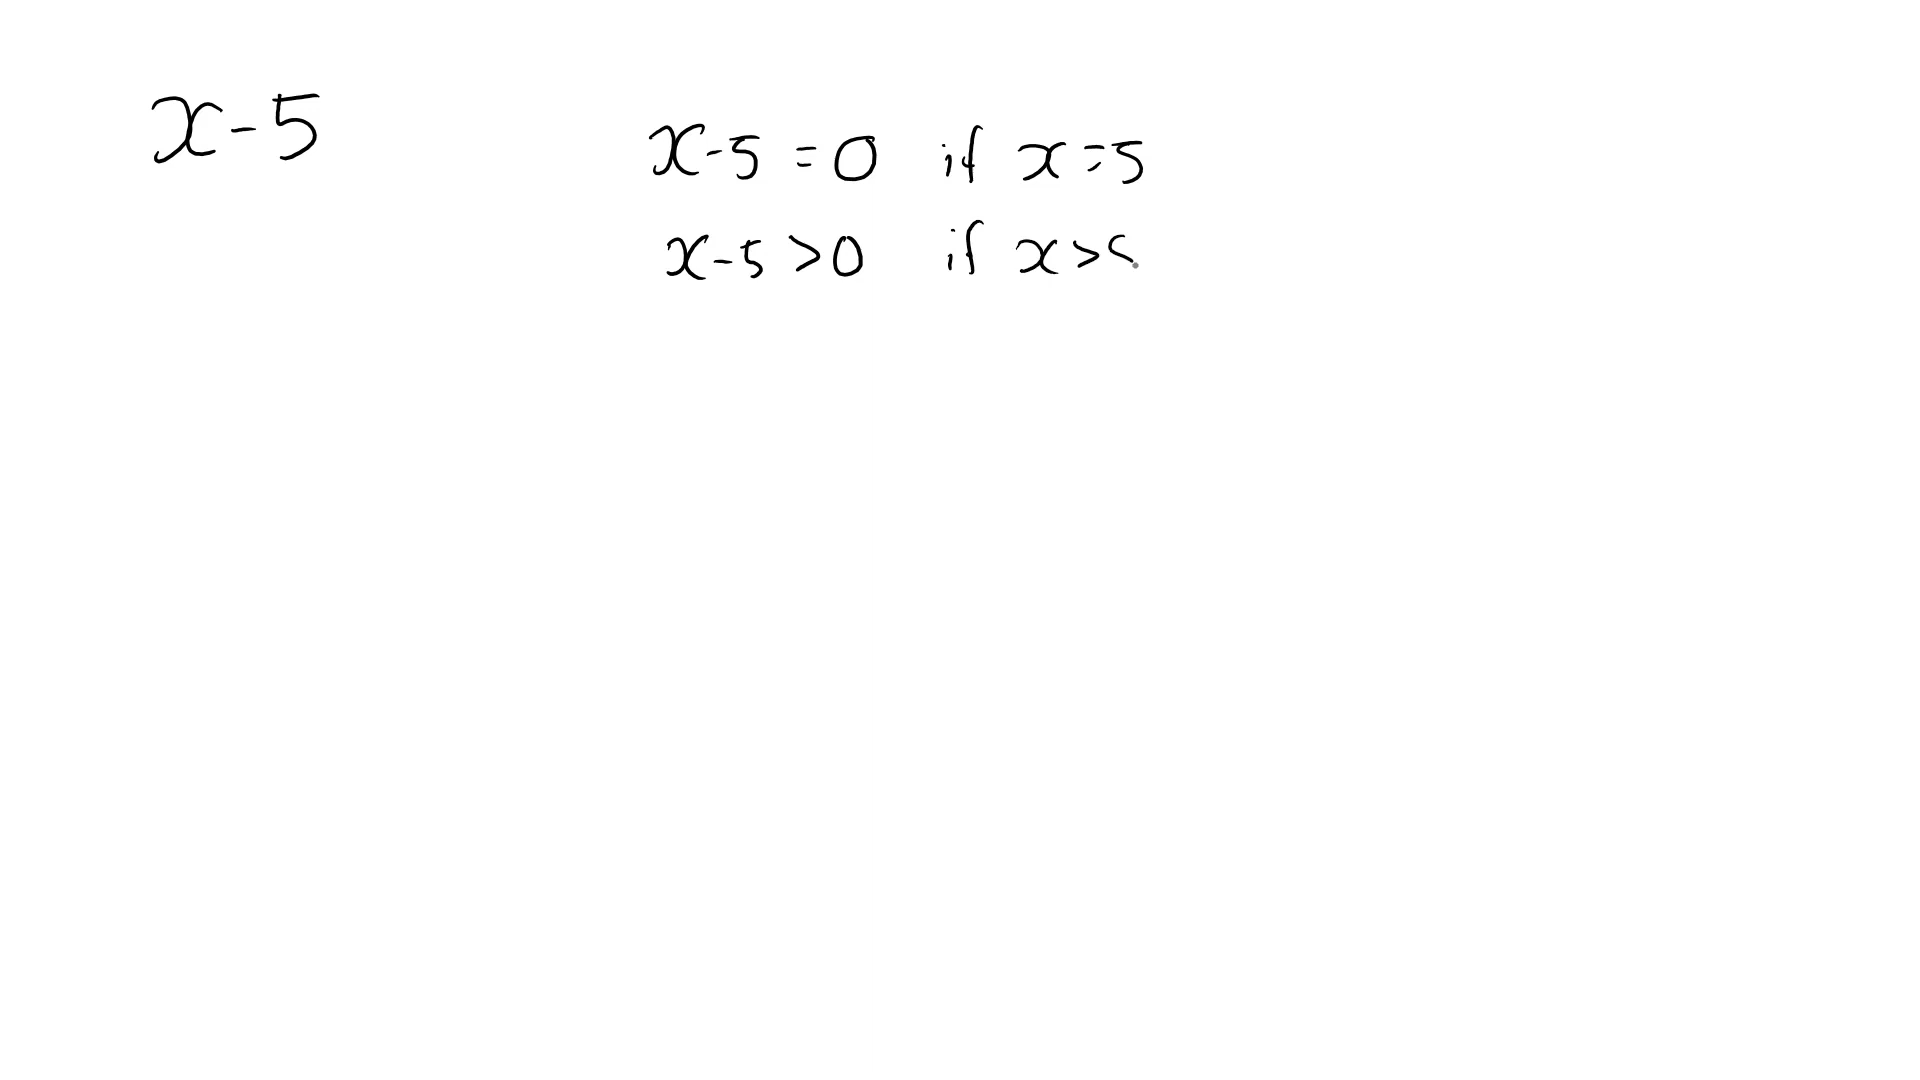 x-5
x-5 = 0 if x = 5
x-5 > 0 if x > 5